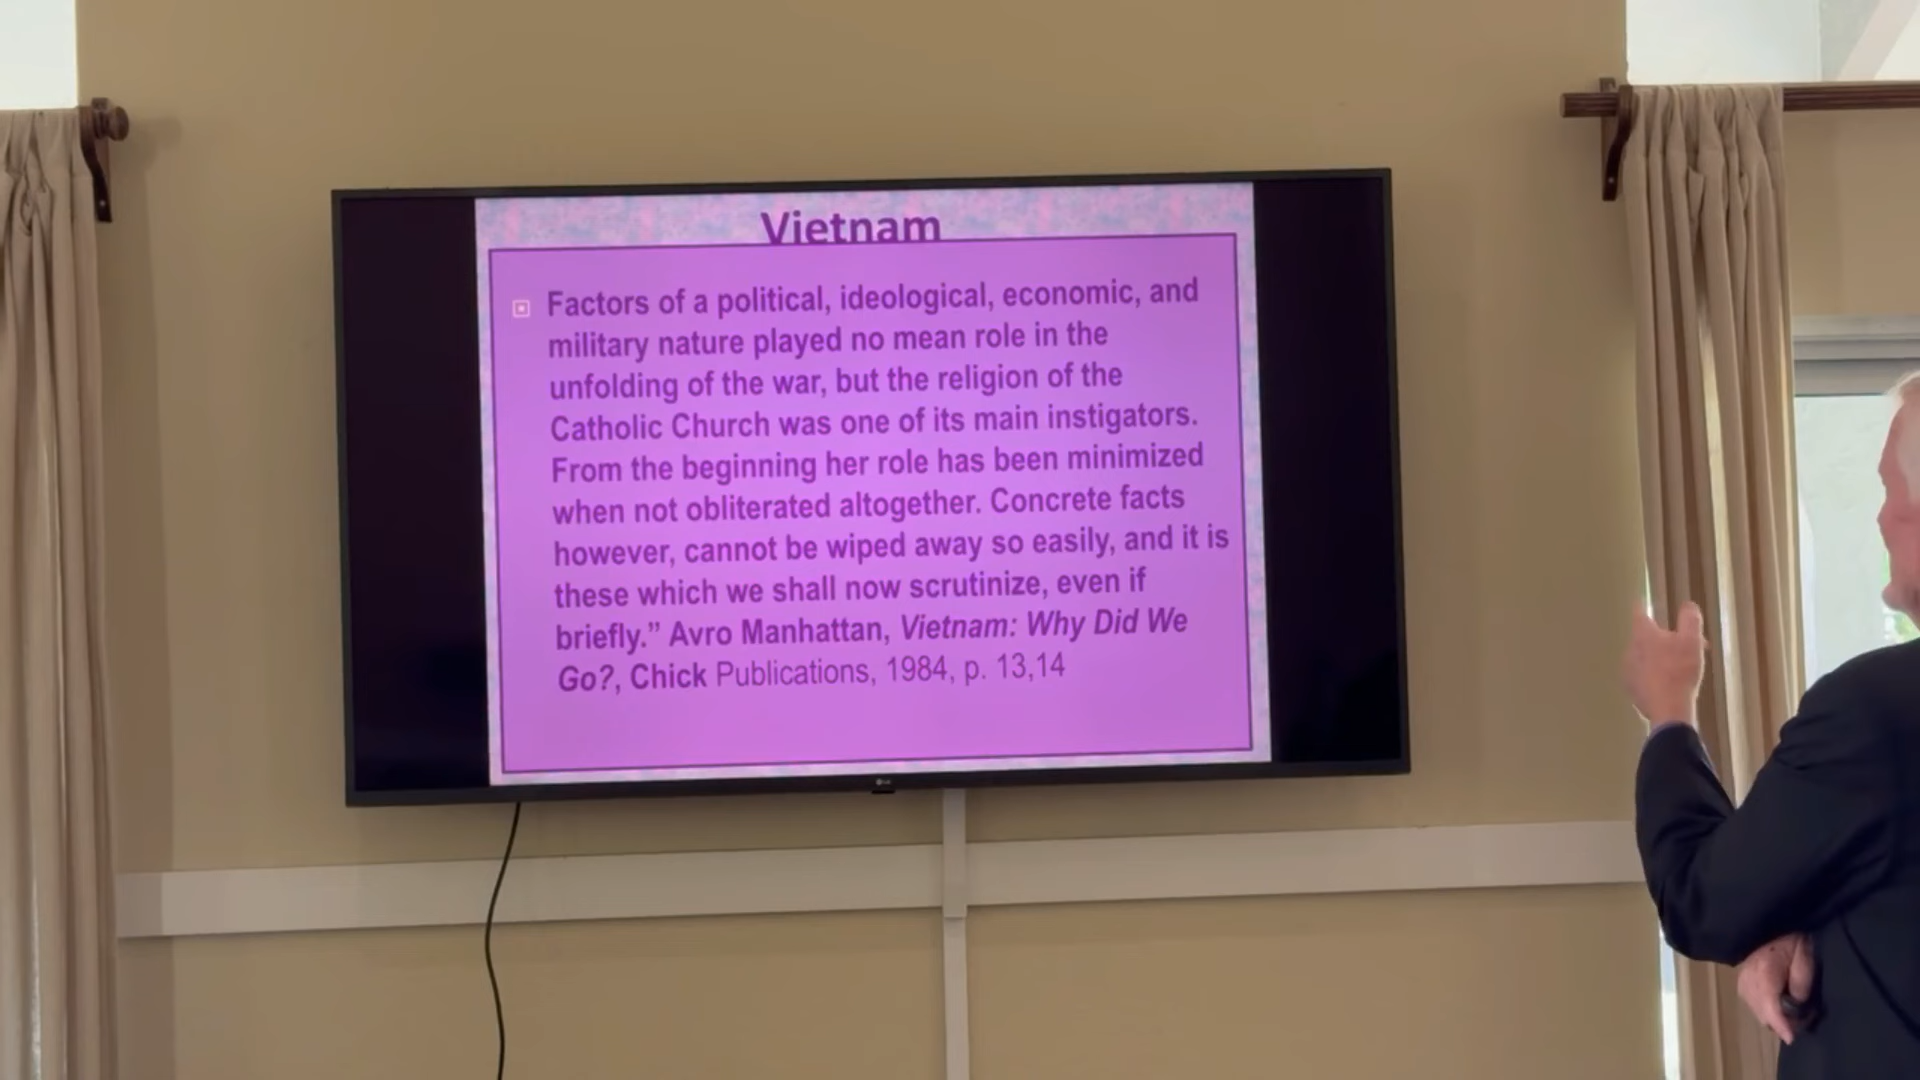 Vietnam
Factors of a political, ideological, economic, and
military nature played no mean role in the
unfolding of the war, but the religion of the
Catholic Church was one of its main instigators.
From the beginning her role has been minimized
when not obliterated altogether. Concrete facts
however, cannot be wiped away so easily, and it is
these which we shall now scrutinize, even if
briefly.” Avro Manhattan, Vietnam: Why Did We
Go?, Chick Publications, 1984, p. 13,14
LG